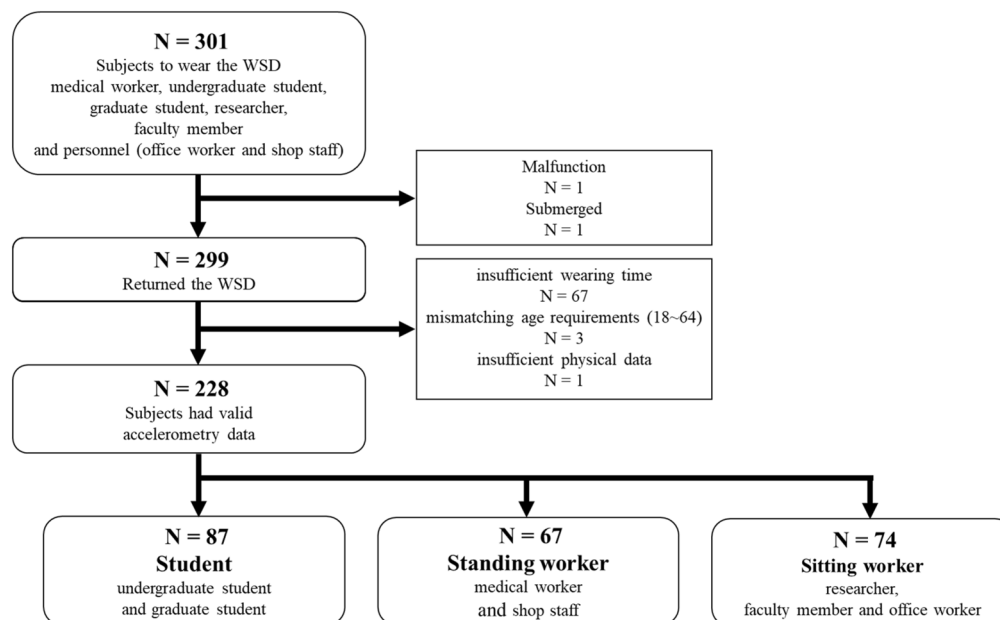 N = 301
Subjects to wear the WSD
medical worker, undergraduate student,
graduate student, researcher,
faculty member
and personnel (office worker and shop staff)
Malfunction
N = 1
Submerged
N = 1
N = 299
Returned the WSD
insufficient wearing time
N = 67
mismatching age requirements (18~64)
N = 3
insufficient physical data
N = 1
N = 228
Subjects had valid
accelerometry data
N = 87
Student
undergraduate student
and graduate student
N = 67
Standing worker
medical worker
and shop staff
N = 74
Sitting worker
researcher,
faculty member and office worker